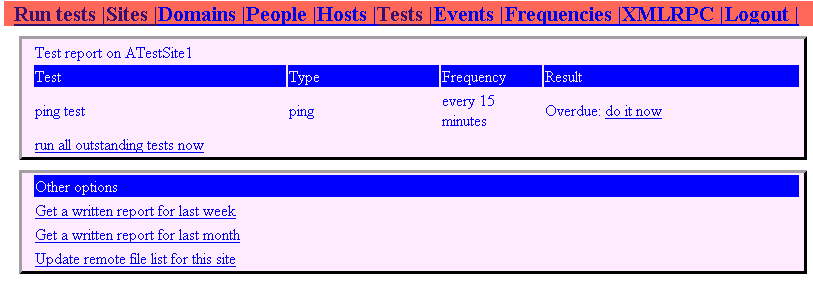 Run tests |Sites |Domains |People |Hosts |Tests |Events |Frequencies |XMLRPC |Logout |
Test report on ATestSite1
Test Type Frequency Result
ping test ping every 15 minutes Overdue: do it now
run all outstanding tests now
Other options
Get a written report for last week
Get a written report for last month
Update remote file list for this site